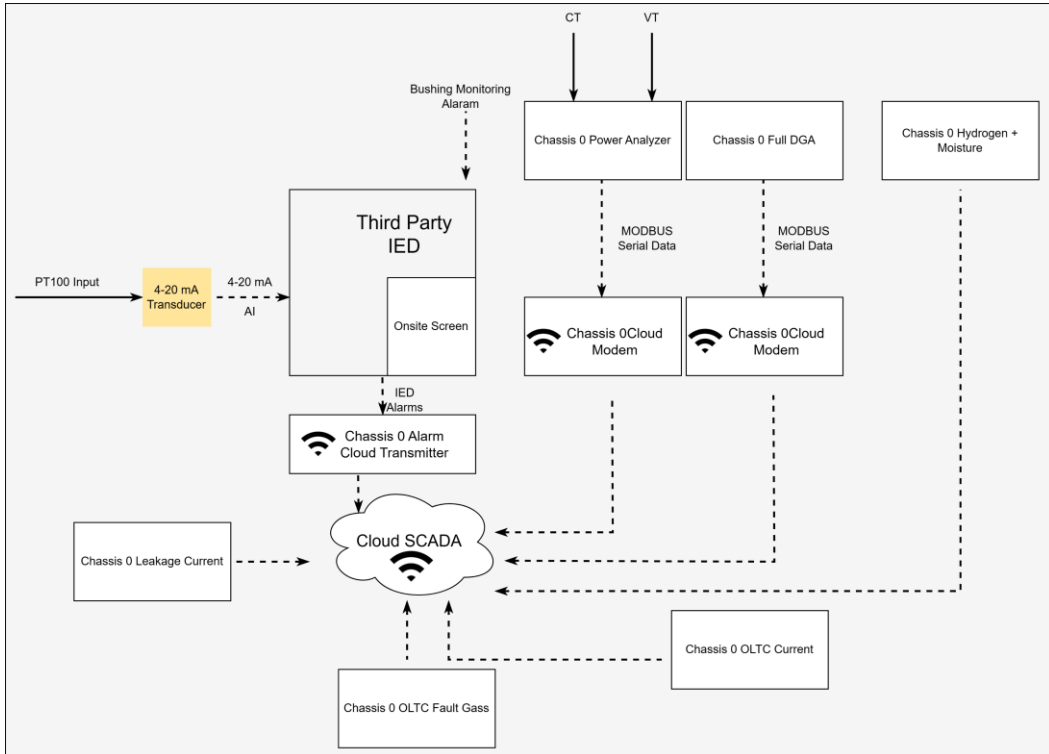 CT
VT
Bushing Monitoring
Alaram
Chassis 0 Power Analyzer
Chassis 0 Full DGA
Chassis 0 Hydrogen +
Moisture
Third Party
IED
MODBUS
Serial Data
MODBUS
Serial Data
PT100 Input
4-20 mA
Transducer
4-20 mA
AI
Onsite Screen
Chassis 0Cloud
Modem
Chassis 0Cloud
Modem
IED
Alarms
Chassis 0 Alarm
Cloud Transmitter
Cloud SCADA
Chassis 0 Leakage Current
Chassis 0 OLTC Current
Chassis 0 OLTC Fault Gass